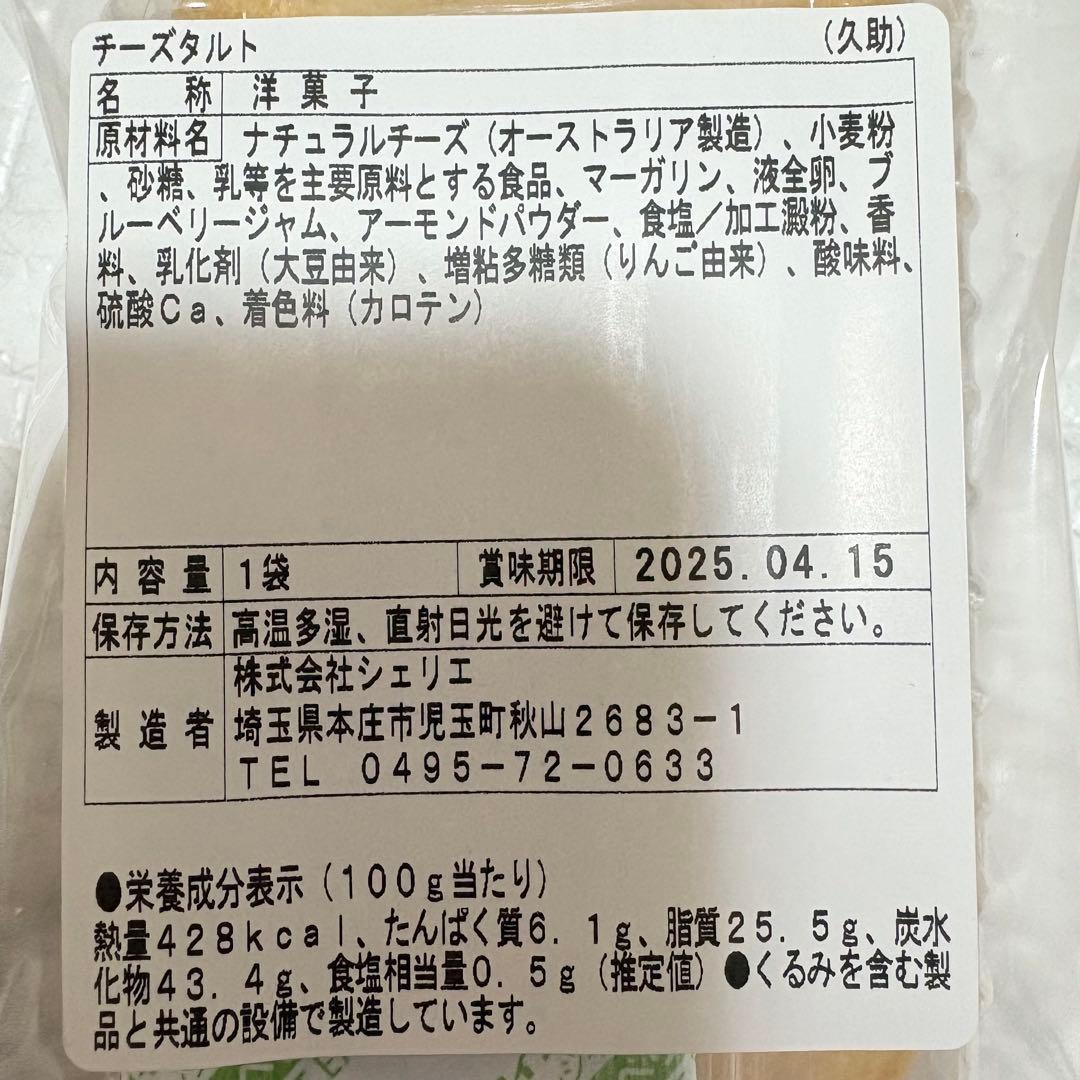 チーズタルト （久助）
名称 洋菓子
原材料名 ナチュラルチーズ（オーストラリア製造）、小麦粉
、砂糖、乳等を主要原料とする食品、マーガリン、液全卵、ブ
ルーベリージャム、アーモンドパウダー、食塩／加工澱粉、香
料、乳化剤（大豆由来）、増粘多糖類（りんご由来）、酸味料、
硫酸Ｃａ、着色料（カロテン）
内容量 １袋 賞味期限 2025.04.15
保存方法 高温多湿、直射日光を避けて保存してください。
株式会社シェリエ
製造者 埼玉県本庄市児玉町秋山２６８３－１
ＴＥＬ ０４９５－７２－０６３３
●栄養成分表示（１００ｇ当たり）
熱量４２８ｋｃａｌ、たんぱく質６．１ｇ、脂質２５．５ｇ、炭水
化物４３．４ｇ、食塩相当量０．５ｇ（推定値）●くるみを含む製
品と共通の設備で製造しています。